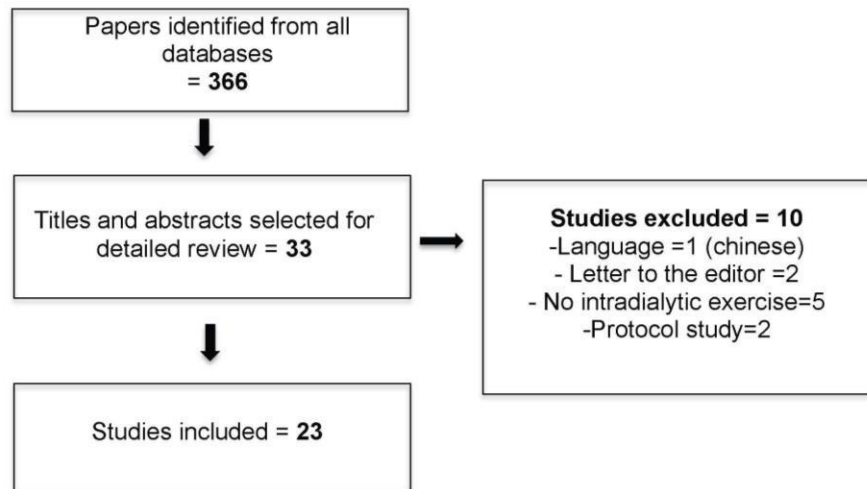 Papers identified from all
databases
= 366
Titles and abstracts selected for
detailed review = 33
Studies excluded = 10
-Language =1 (chinese)
- Letter to the editor =2
- No intradialytic exercise=5
-Protocol study=2
Studies included = 23